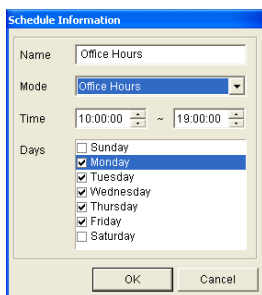 Schedule Information
Name Office Hours
Mode Office Hours
Time 10:00:00 ~ 19:00:00
Days Sunday
Monday
Tuesday
Wednesday
Thursday
Friday
Saturday
OK Cancel